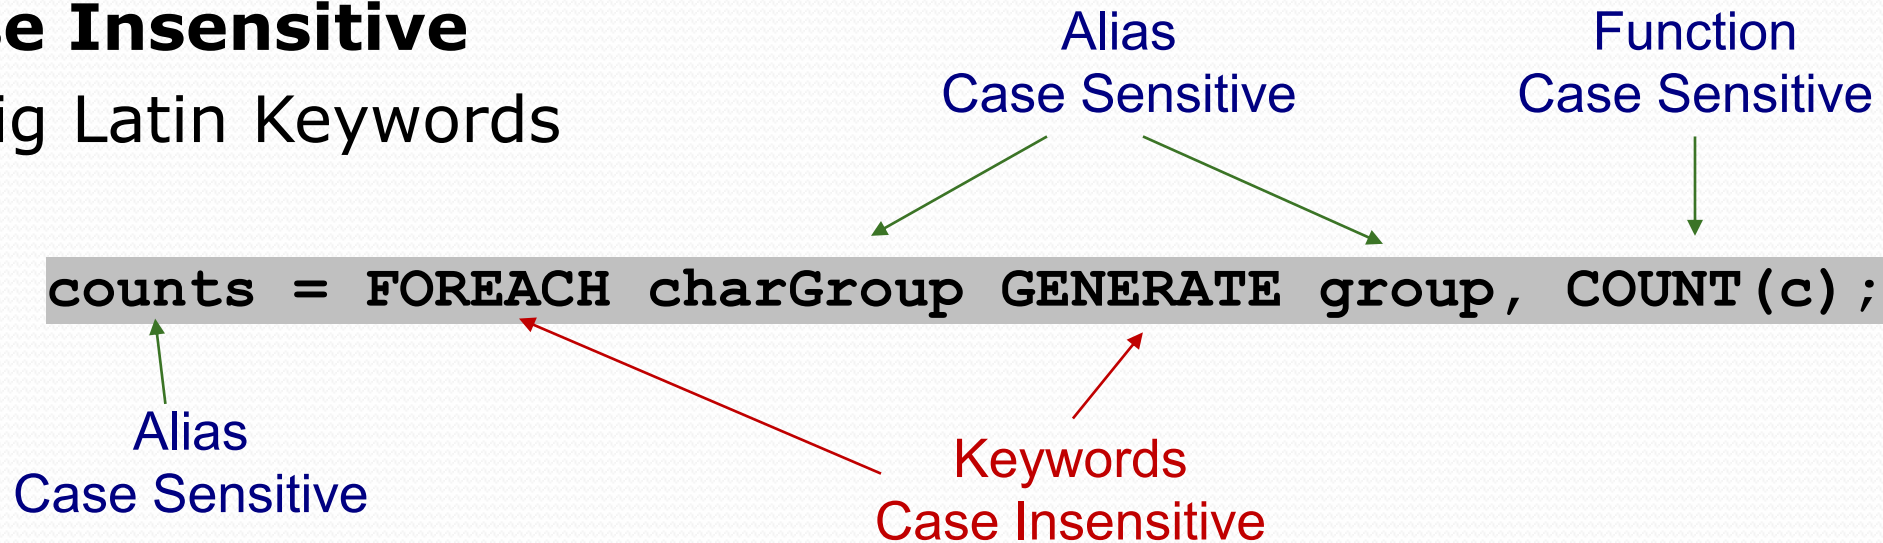 se Insensitive
ig Latin Keywords
Alias
Case Sensitive
Function
Case Sensitive
counts = FOREACH charGroup GENERATE group, COUNT(c);
Alias
Case Sensitive
Keywords
Case Insensitive